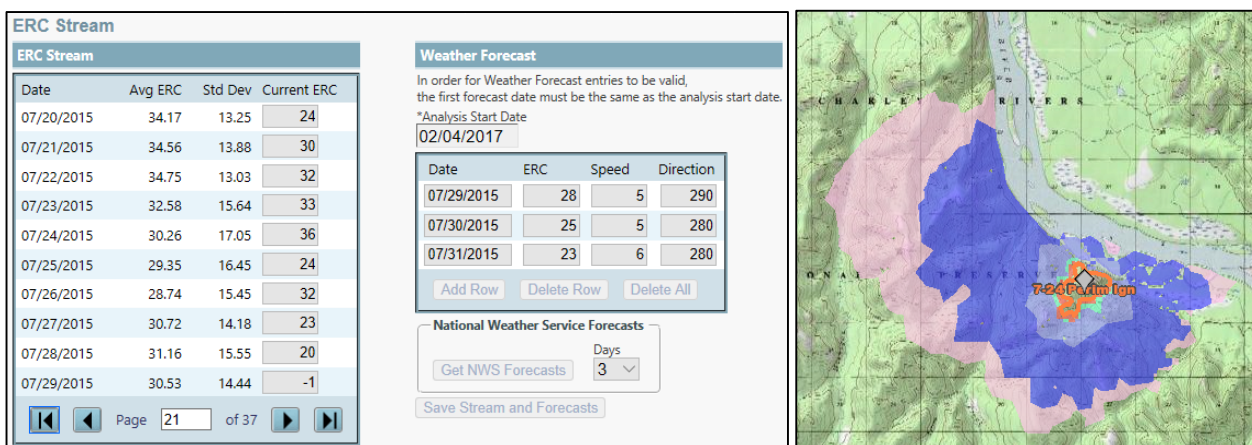 ERC Stream
ERC Stream
Date Avg ERC Std Dev Current ERC
07/20/2015 34.17 13.25 24
07/21/2015 34.56 13.88 30
07/22/2015 34.75 13.03 32
07/23/2015 32.58 15.64 33
07/24/2015 30.26 17.05 36
07/25/2015 29.35 16.45 24
07/26/2015 28.74 15.45 32
07/27/2015 30.72 14.18 23
07/28/2015 31.16 15.55 20
07/29/2015 30.53 14.44 -1
Page 21 of 37
Weather Forecast
In order for Weather Forecast entries to be valid,
the first forecast date must be the same as the analysis start date.
*Analysis Start Date
02/04/2017
Date ERC Speed Direction
07/29/2015 28 5 290
07/30/2015 25 5 280
07/31/2015 23 6 280
Add Row Delete Row Delete All
National Weather Service Forecasts
Days
Get NWS Forecasts 3
Save Stream and Forecasts
CHARLEY RIVERS
ONAL PRESERVE
7-24 Perim Ign